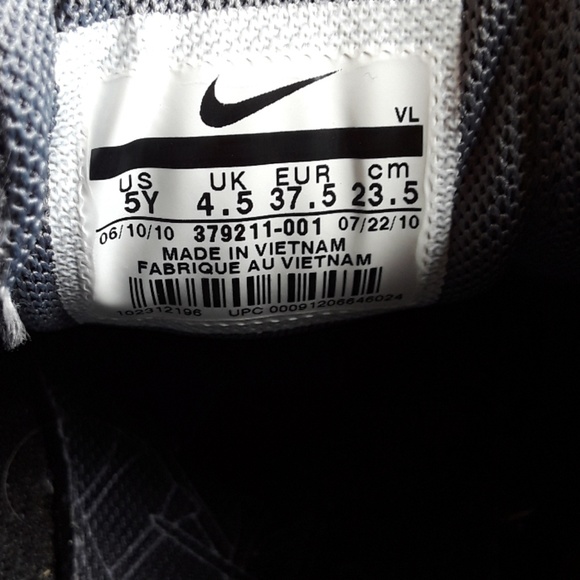 VL
US UK EUR cm
5Y 4.5 37.5 23.5
06/10/10 379211-001 07/22/10
MADE IN VIETNAM
FABRIQUE AU VIETNAM
102312196 UPC 00091206646024